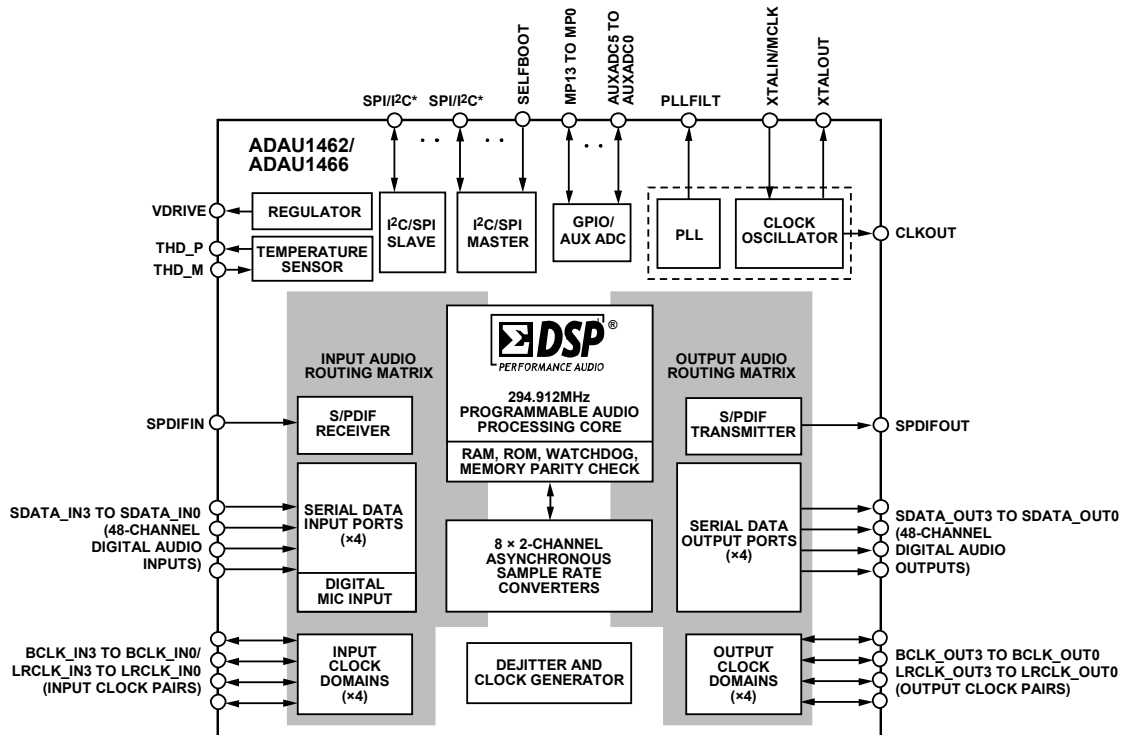 SPI/I²C*
SPI/I²C*
SELFBOOT
MP13 TO MP0
AUXADC5 TO
AUXADC0
PLLFILT
XTALIN/MCLK
XTALOUT
ADAU1462/
ADAU1466
VDRIVE
REGULATOR
THD_P
THD_M
TEMPERATURE
SENSOR
I²C/SPI
SLAVE
I²C/SPI
MASTER
GPIO/
AUX ADC
PLL
CLOCK
OSCILLATOR
CLKOUT
INPUT AUDIO
ROUTING MATRIX
ΣDSP®
PERFORMANCE AUDIO
294.912MHz
PROGRAMMABLE AUDIO
PROCESSING CORE
RAM, ROM, WATCHDOG,
MEMORY PARITY CHECK
OUTPUT AUDIO
ROUTING MATRIX
SPDIFIN
S/PDIF
RECEIVER
S/PDIF
TRANSMITTER
SPDIFOUT
SDATA_IN3 TO SDATA_IN0
(48-CHANNEL
DIGITAL AUDIO
INPUTS)
SERIAL DATA
INPUT PORTS
(×4)
DIGITAL
MIC INPUT
8 × 2-CHANNEL
ASYNCHRONOUS
SAMPLE RATE
CONVERTERS
SERIAL DATA
OUTPUT PORTS
(×4)
SDATA_OUT3 TO SDATA_OUT0
(48-CHANNEL
DIGITAL AUDIO
OUTPUTS)
BCLK_IN3 TO BCLK_IN0/
LRCLK_IN3 TO LRCLK_IN0
(INPUT CLOCK PAIRS)
INPUT
CLOCK
DOMAINS
(×4)
DEJITTER AND
CLOCK GENERATOR
OUTPUT
CLOCK
DOMAINS
(×4)
BCLK_OUT3 TO BCLK_OUT0
LRCLK_OUT3 TO LRCLK_OUT0
(OUTPUT CLOCK PAIRS)